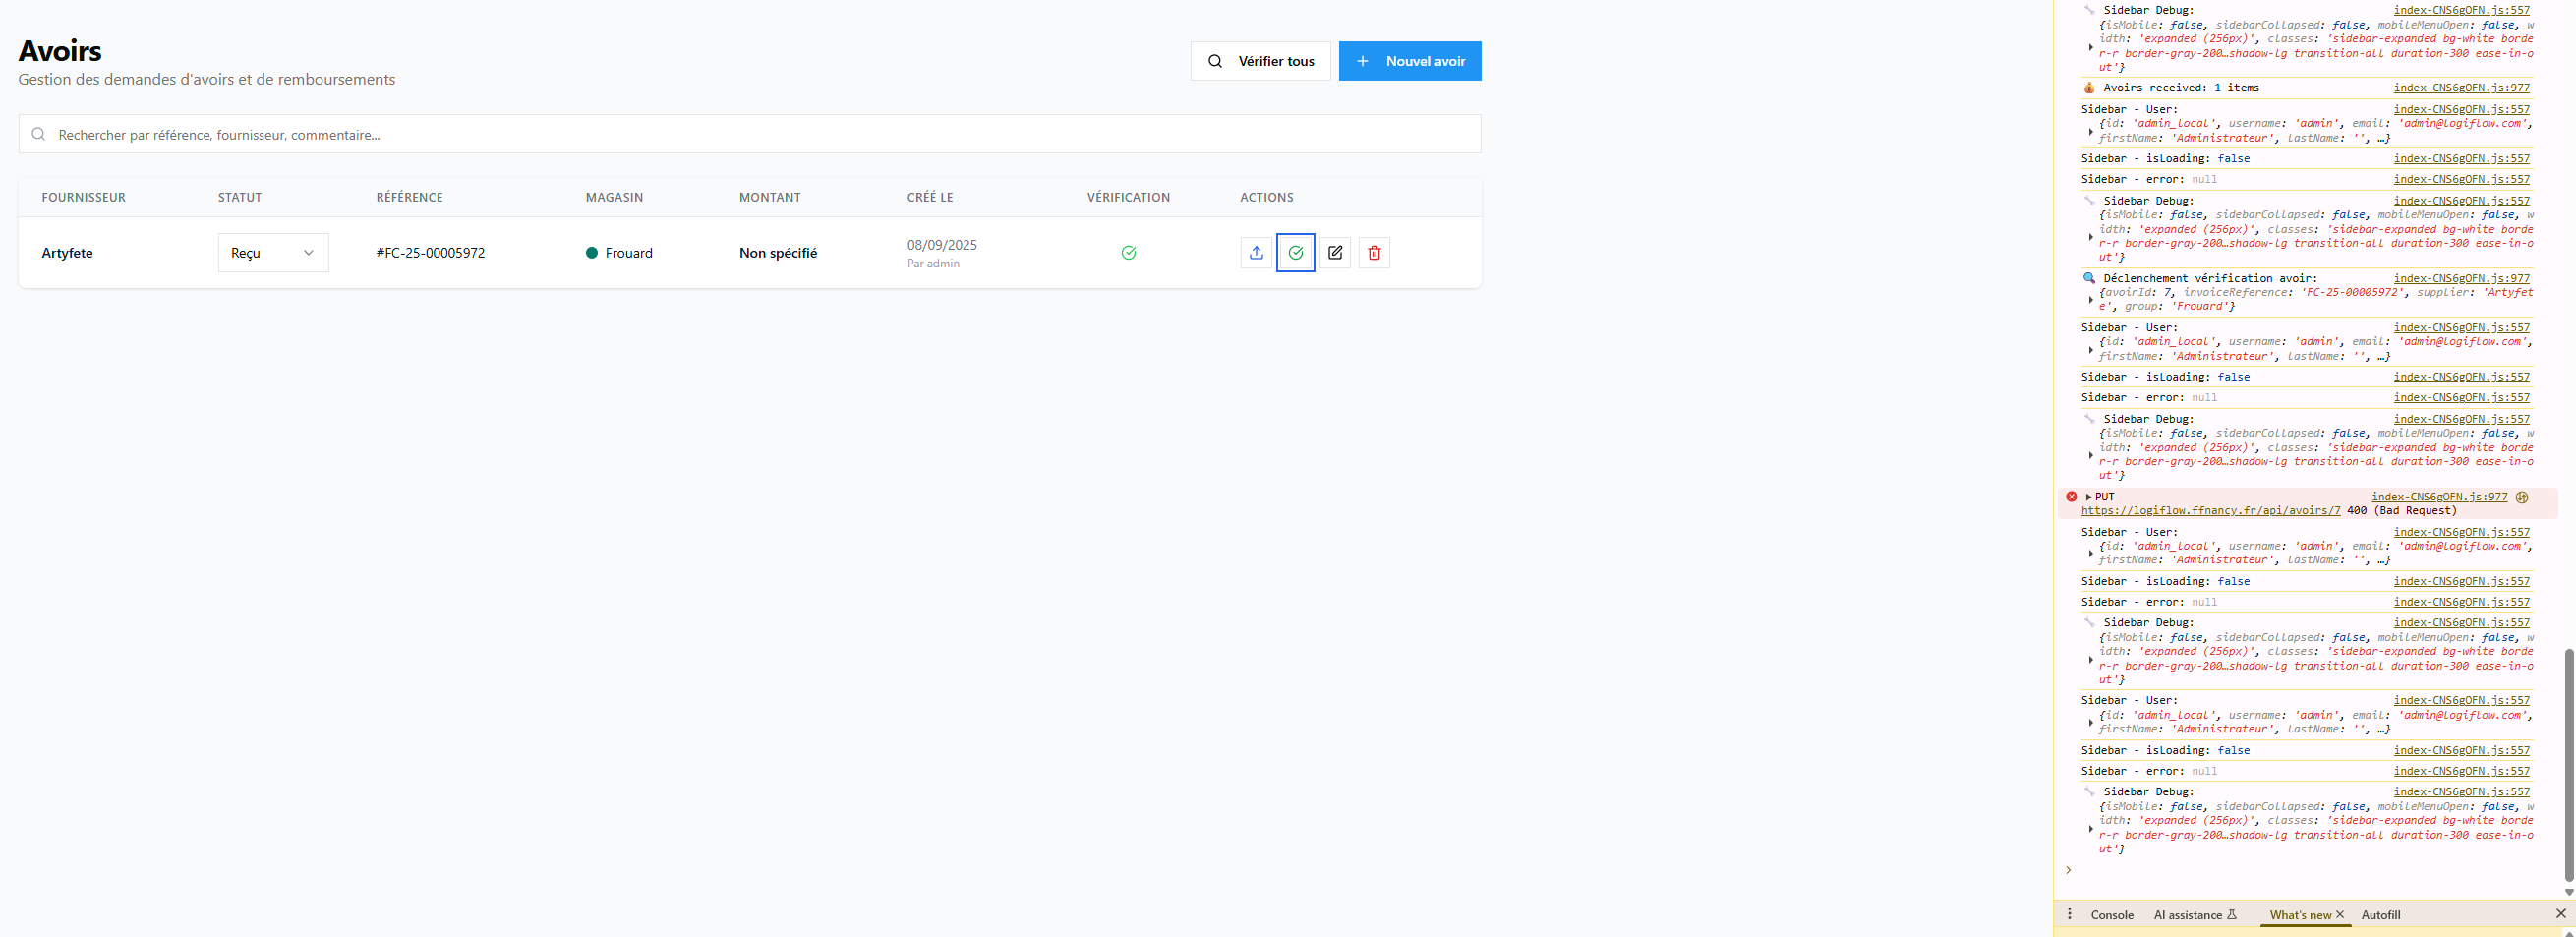 Avoirs
Gestion des demandes d'avoirs et de remboursements
Vérifier tous
Nouvel avoir
Rechercher par référence, fournisseur, commentaire...
FOURNISSEUR STATUT RÉFÉRENCE MAGASIN MONTANT CRÉÉ LE VÉRIFICATION ACTIONS
Artyfete Reçu #FC-25-00005972 Frouard Non spécifié 08/09/2025
Par admin
Sidebar Debug: index-CNS6gOFN.js:557
{isMobile: false, sidebarCollapsed: false, mobileMenuOpen: false, w
idth: 'expanded (256px)', classes: 'sidebar-expanded bg-white borde
r-r border-gray-200…shadow-lg transition-all duration-300 ease-in-o
ut'}
Avoirs received: 1 items index-CNS6gOFN.js:977
Sidebar - User: index-CNS6gOFN.js:557
{id: 'admin_local', username: 'admin', email: 'admin@logiflow.com',
firstName: 'Administrateur', lastName: '', …}
Sidebar - isLoading: false index-CNS6gOFN.js:557
Sidebar - error: null index-CNS6gOFN.js:557
Sidebar Debug: index-CNS6gOFN.js:557
{isMobile: false, sidebarCollapsed: false, mobileMenuOpen: false, w
idth: 'expanded (256px)', classes: 'sidebar-expanded bg-white borde
r-r border-gray-200…shadow-lg transition-all duration-300 ease-in-o
ut'}
Déclenchement vérification avoir: index-CNS6gOFN.js:977
{avoirId: 7, invoiceReference: 'FC-25-00005972', supplier: 'Artyfet
e', group: 'Frouard'}
Sidebar - User: index-CNS6gOFN.js:557
{id: 'admin_local', username: 'admin', email: 'admin@logiflow.com',
firstName: 'Administrateur', lastName: '', …}
Sidebar - isLoading: false index-CNS6gOFN.js:557
Sidebar - error: null index-CNS6gOFN.js:557
Sidebar Debug: index-CNS6gOFN.js:557
{isMobile: false, sidebarCollapsed: false, mobileMenuOpen: false, w
idth: 'expanded (256px)', classes: 'sidebar-expanded bg-white borde
r-r border-gray-200…shadow-lg transition-all duration-300 ease-in-o
ut'}
PUT index-CNS6gOFN.js:977
https://logiflow.ffnancy.fr/api/avoirs/7 400 (Bad Request)
Sidebar - User: index-CNS6gOFN.js:557
{id: 'admin_local', username: 'admin', email: 'admin@logiflow.com',
firstName: 'Administrateur', lastName: '', …}
Sidebar - isLoading: false index-CNS6gOFN.js:557
Sidebar - error: null index-CNS6gOFN.js:557
Sidebar Debug: index-CNS6gOFN.js:557
{isMobile: false, sidebarCollapsed: false, mobileMenuOpen: false, w
idth: 'expanded (256px)', classes: 'sidebar-expanded bg-white borde
r-r border-gray-200…shadow-lg transition-all duration-300 ease-in-o
ut'}
Sidebar - User: index-CNS6gOFN.js:557
{id: 'admin_local', username: 'admin', email: 'admin@logiflow.com',
firstName: 'Administrateur', lastName: '', …}
Sidebar - isLoading: false index-CNS6gOFN.js:557
Sidebar - error: null index-CNS6gOFN.js:557
Sidebar Debug: index-CNS6gOFN.js:557
{isMobile: false, sidebarCollapsed: false, mobileMenuOpen: false, w
idth: 'expanded (256px)', classes: 'sidebar-expanded bg-white borde
r-r border-gray-200…shadow-lg transition-all duration-300 ease-in-o
ut'}
Console AI assistance What's new Autofill